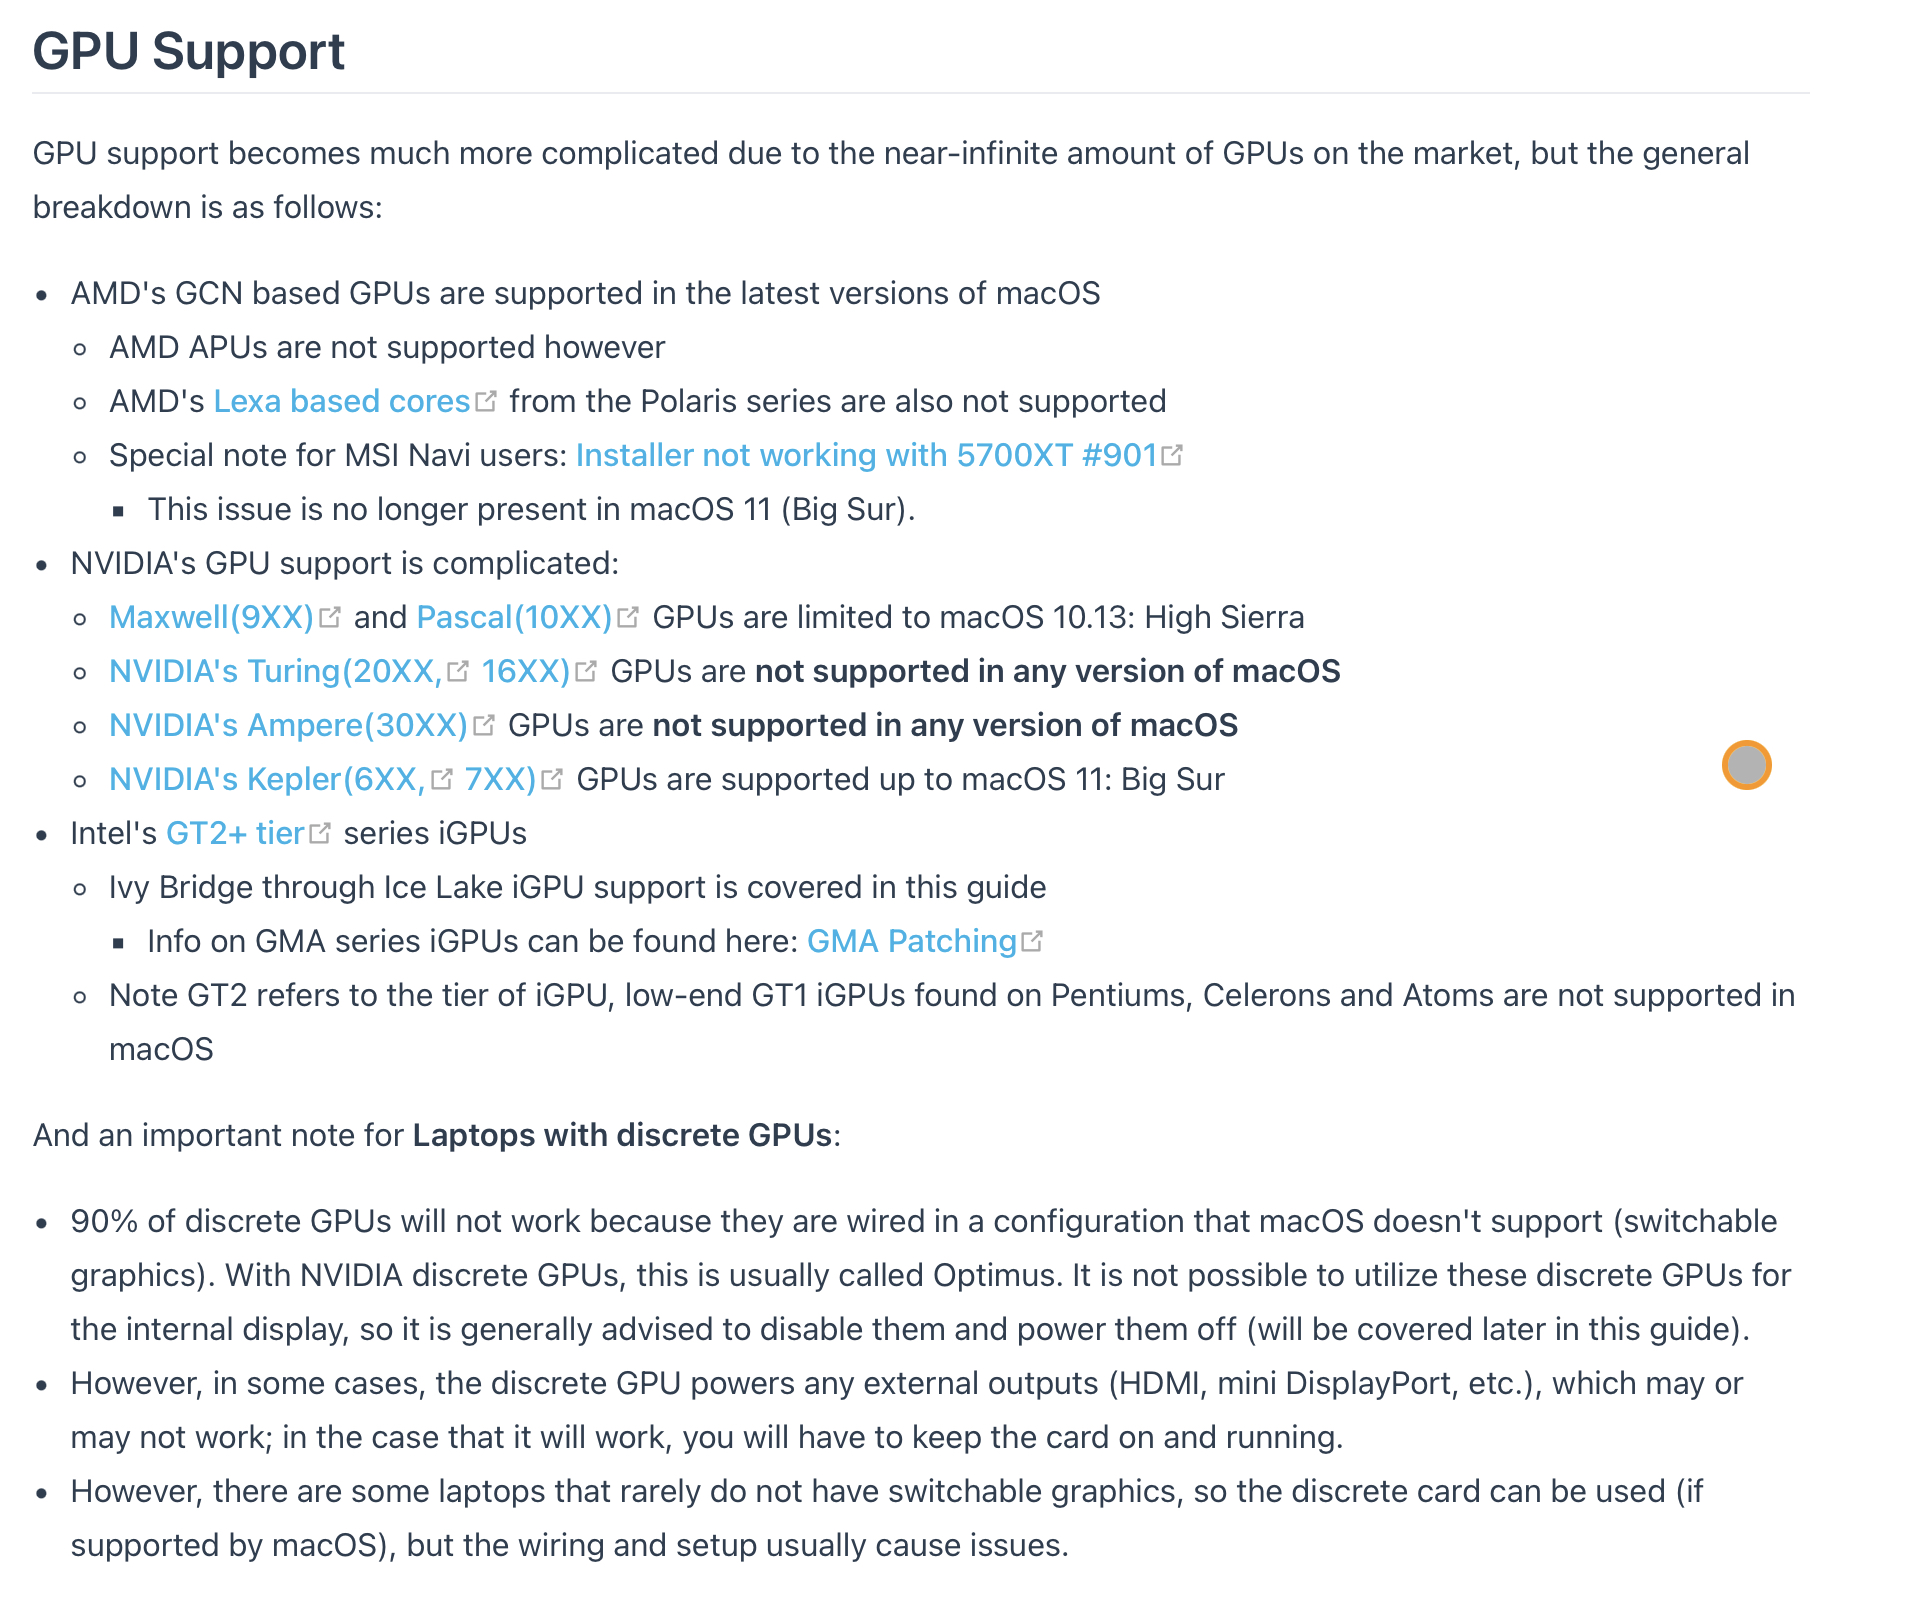 GPU Support
GPU support becomes much more complicated due to the near-infinite amount of GPUs on the market, but the general
breakdown is as follows:
AMD's GCN based GPUs are supported in the latest versions of macOS
AMD APUs are not supported however
AMD's Lexa based cores from the Polaris series are also not supported
Special note for MSI Navi users: Installer not working with 5700XT #901
This issue is no longer present in macOS 11 (Big Sur).
NVIDIA's GPU support is complicated:
Maxwell(9XX) and Pascal(10XX) GPUs are limited to macOS 10.13: High Sierra
NVIDIA's Turing(20XX, 16XX) GPUs are not supported in any version of macOS
NVIDIA's Ampere(30XX) GPUs are not supported in any version of macOS
NVIDIA's Kepler(6XX, 7XX) GPUs are supported up to macOS 11: Big Sur
Intel's GT2+ tier series iGPUs
Ivy Bridge through Ice Lake iGPU support is covered in this guide
Info on GMA series iGPUs can be found here: GMA Patching
Note GT2 refers to the tier of iGPU, low-end GT1 iGPUs found on Pentiums, Celerons and Atoms are not supported in
macOS
And an important note for Laptops with discrete GPUs:
90% of discrete GPUs will not work because they are wired in a configuration that macOS doesn't support (switchable
graphics). With NVIDIA discrete GPUs, this is usually called Optimus. It is not possible to utilize these discrete GPUs for
the internal display, so it is generally advised to disable them and power them off (will be covered later in this guide).
However, in some cases, the discrete GPU powers any external outputs (HDMI, mini DisplayPort, etc.), which may or
may not work; in the case that it will work, you will have to keep the card on and running.
However, there are some laptops that rarely do not have switchable graphics, so the discrete card can be used (if
supported by macOS), but the wiring and setup usually cause issues.